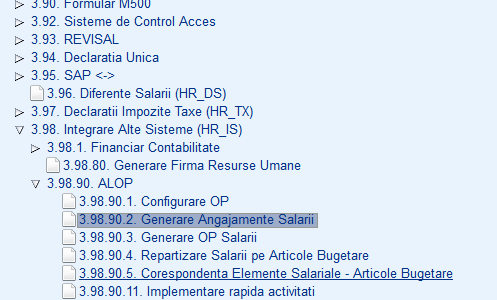 3.90. Formular M500
3.92. Sisteme de Control Acces
3.93. REVISAL
3.94. Declaratia Unica
3.95. SAP <->
3.96. Diferente Salarii (HR_DS)
3.97. Declaratii Impozite Taxe (HR_TX)
3.98. Integrare Alte Sisteme (HR_IS)
3.98.1. Financiar Contabilitate
3.98.80. Generare Firma Resurse Umane
3.98.90. ALOP
3.98.90.1. Configurare OP
3.98.90.2. Generare Angajamente Salarii
3.98.90.3. Generare OP Salarii
3.98.90.4. Repartizare Salarii pe Articole Bugetare
3.98.90.5. Corespondenta Elemente Salariale - Articole Bugetare
3.98.90.11. Implementare rapida activitati